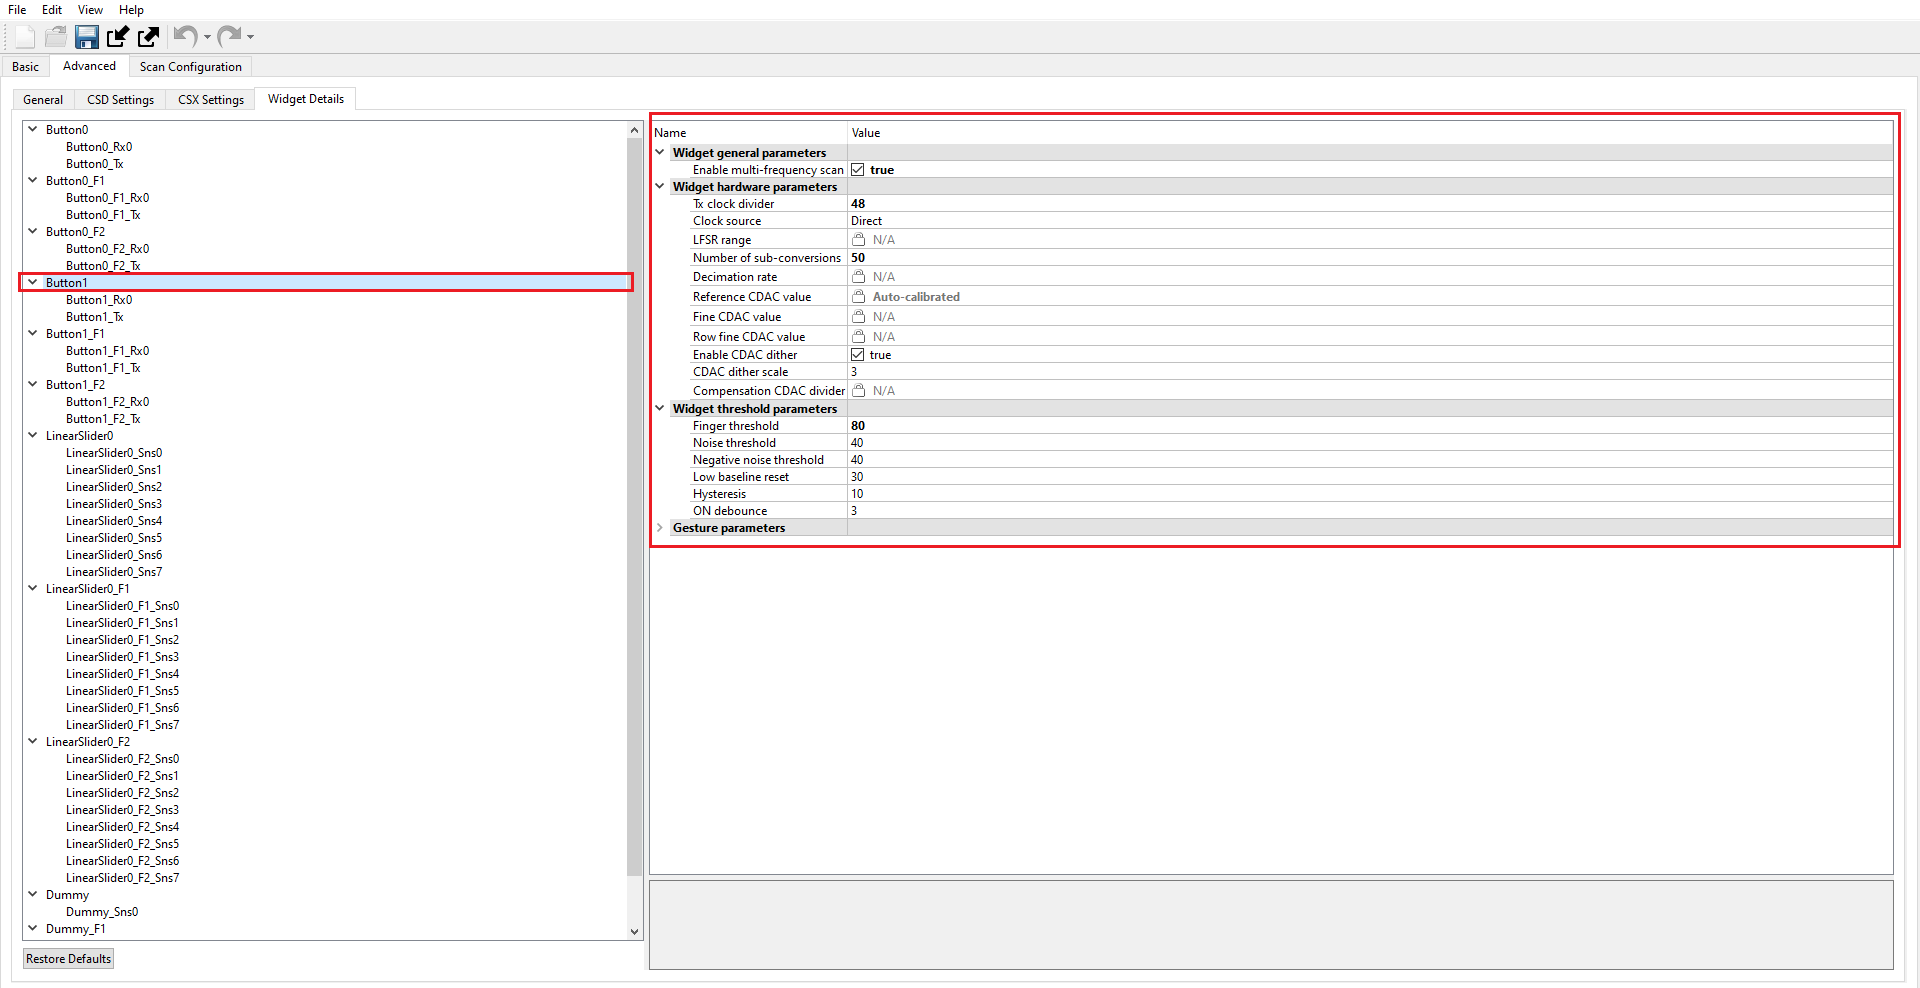 File Edit View Help
Basic Advanced Scan Configuration
General CSD Settings CSX Settings Widget Details
Button0
Button0_Rx0
Button0_Tx
Button0_F1
Button0_F1_Rx0
Button0_F1_Tx
Button0_F2
Button0_F2_Rx0
Button0_F2_Tx
Button1
Button1_Rx0
Button1_Tx
Button1_F1
Button1_F1_Rx0
Button1_F1_Tx
Button1_F2
Button1_F2_Rx0
Button1_F2_Tx
LinearSlider0
LinearSlider0_Sns0
LinearSlider0_Sns1
LinearSlider0_Sns2
LinearSlider0_Sns3
LinearSlider0_Sns4
LinearSlider0_Sns5
LinearSlider0_Sns6
LinearSlider0_Sns7
LinearSlider0_F1
LinearSlider0_F1_Sns0
LinearSlider0_F1_Sns1
LinearSlider0_F1_Sns2
LinearSlider0_F1_Sns3
LinearSlider0_F1_Sns4
LinearSlider0_F1_Sns5
LinearSlider0_F1_Sns6
LinearSlider0_F1_Sns7
LinearSlider0_F2
LinearSlider0_F2_Sns0
LinearSlider0_F2_Sns1
LinearSlider0_F2_Sns2
LinearSlider0_F2_Sns3
LinearSlider0_F2_Sns4
LinearSlider0_F2_Sns5
LinearSlider0_F2_Sns6
LinearSlider0_F2_Sns7
Dummy
Dummy_Sns0
Dummy_F1
Restore Defaults
Name Value
Widget general parameters
Enable multi-frequency scan true
Widget hardware parameters
Tx clock divider 48
Clock source Direct
LFSR range N/A
Number of sub-conversions 50
Decimation rate N/A
Reference CDAC value Auto-calibrated
Fine CDAC value N/A
Row fine CDAC value N/A
Enable CDAC dither true
CDAC dither scale 3
Compensation CDAC divider N/A
Widget threshold parameters
Finger threshold 80
Noise threshold 40
Negative noise threshold 40
Low baseline reset 30
Hysteresis 10
ON debounce 3
Gesture parameters